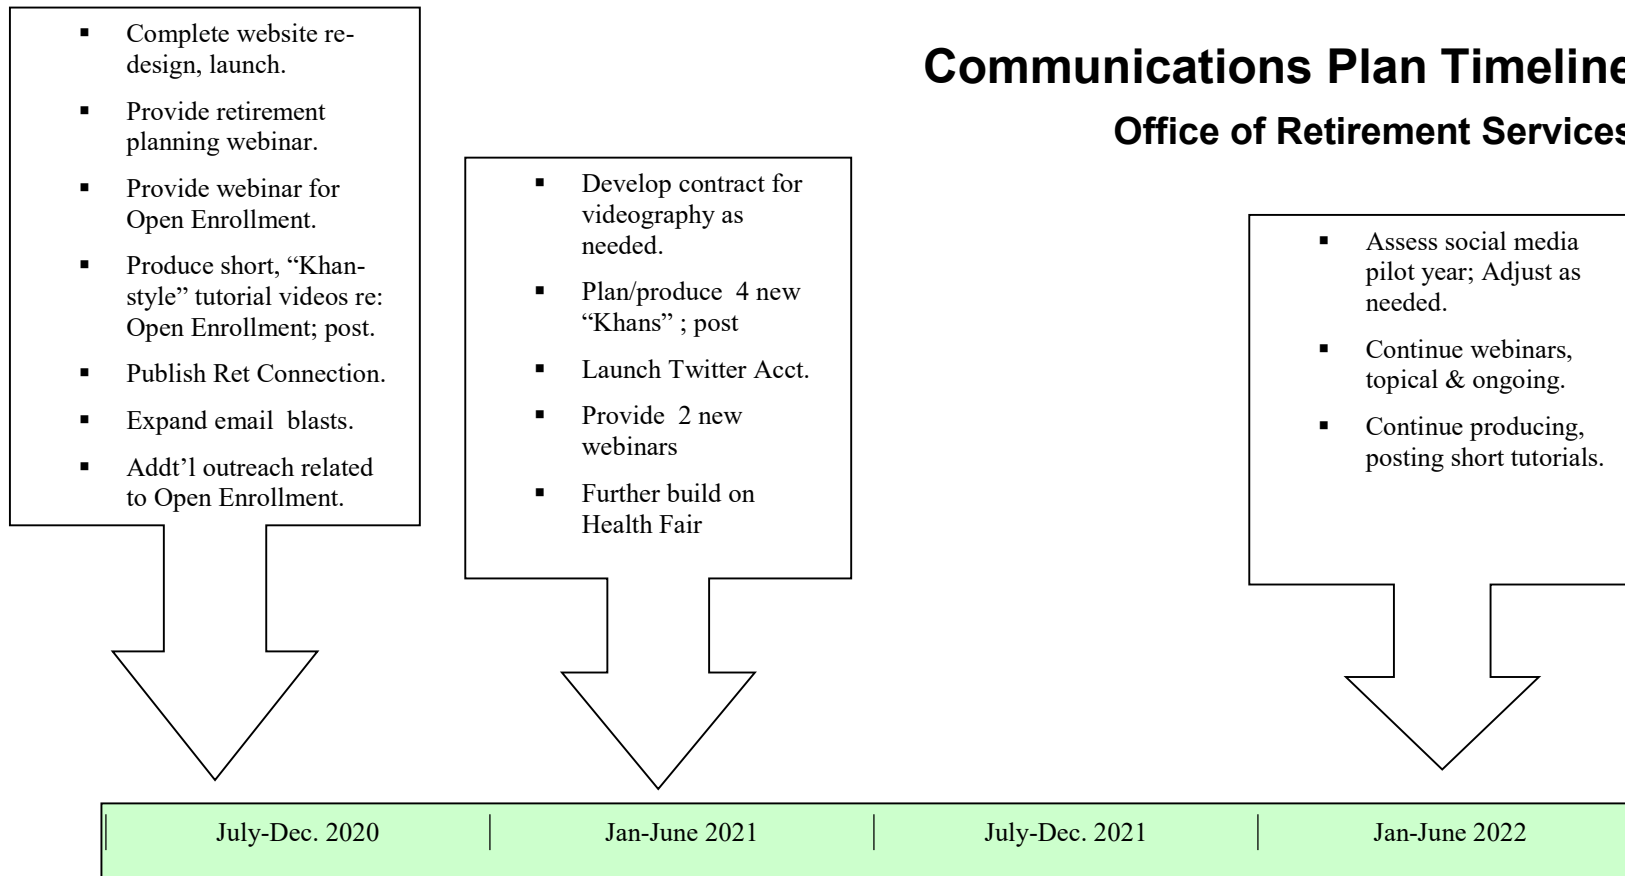 Communications Plan Timeline
Office of Retirement Services
▪ Complete website re-
design, launch.
▪ Provide retirement
planning webinar.
▪ Provide webinar for
Open Enrollment.
▪ Produce short, “Khan-
style” tutorial videos re:
Open Enrollment; post.
▪ Publish Ret Connection.
▪ Expand email  blasts.
▪ Addt’l outreach related
to Open Enrollment.
▪ Develop contract for
videography as
needed.
▪ Plan/produce  4 new
“Khans” ; post
▪ Launch Twitter Acct.
▪ Provide  2 new
webinars
▪ Further build on
Health Fair
▪ Assess social media
pilot year; Adjust as
needed.
▪ Continue webinars,
topical & ongoing.
▪ Continue producing,
posting short tutorials.
July-Dec. 2020
Jan-June 2021
July-Dec. 2021
Jan-June 2022